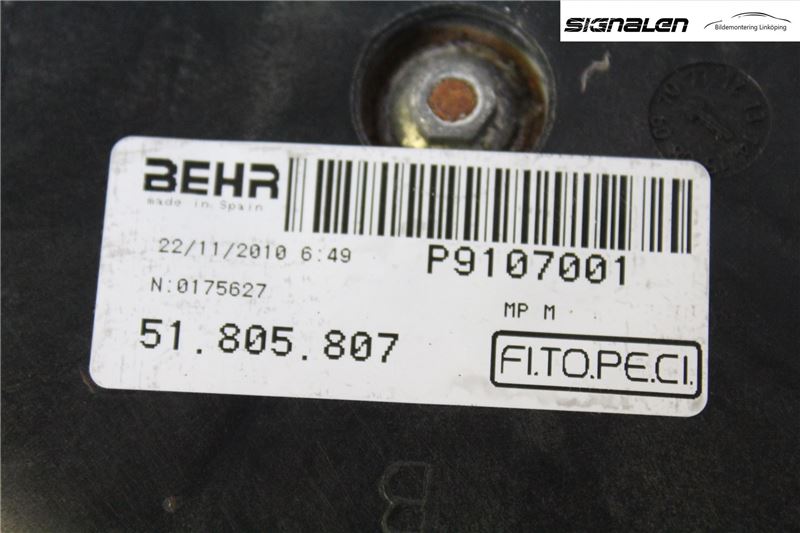 SIGNALEN
Bildemontering Linköping
BEHR
made in Spain
22/11/2010 6:49
P9107001
N:0175627
MP M
51.805.807
FI.TO.PE.CI.
B